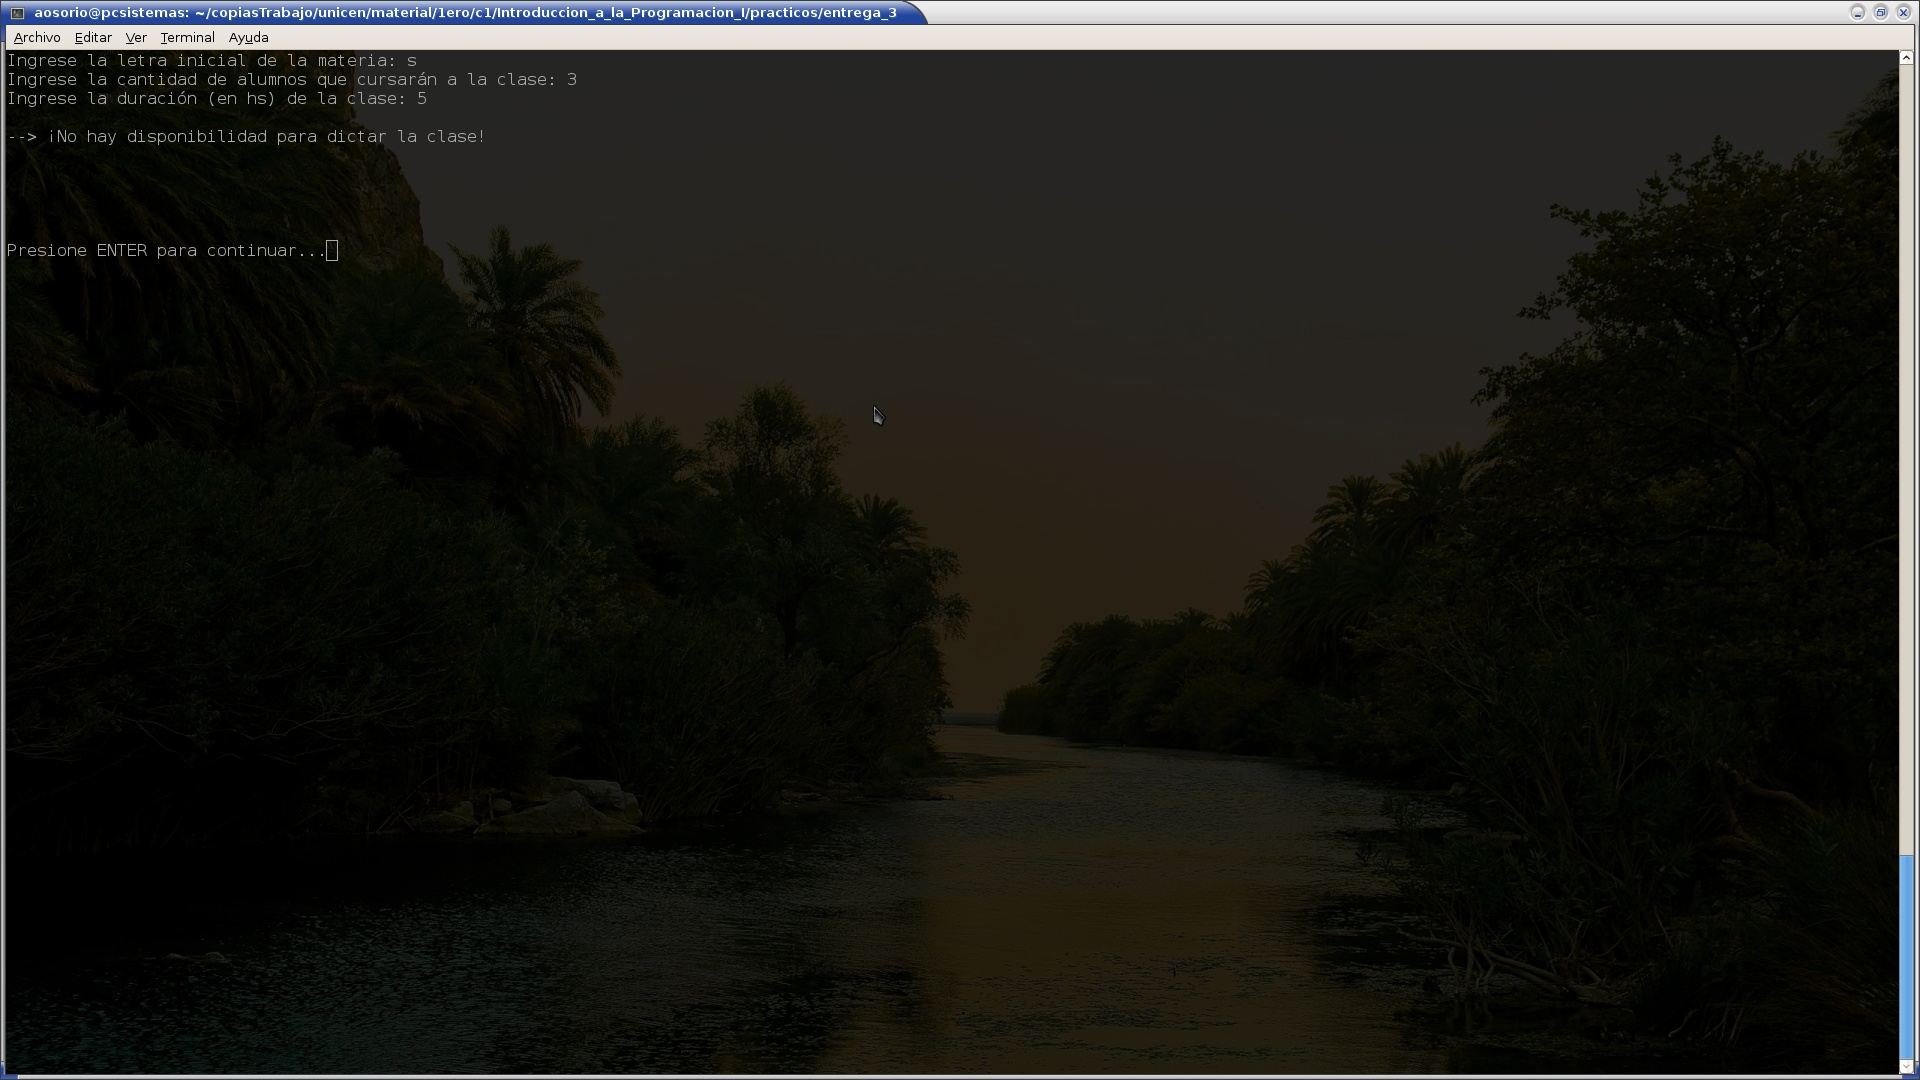 aosorio@pcsistemas: ~/copiasTrabajo/unicen/material/1ero/c1/Introduccion_a_la_Programacion_I/practicos/entrega_3
Archivo Editar Ver Terminal Ayuda
Ingrese la letra inicial de la materia: s
Ingrese la cantidad de alumnos que cursarán a la clase: 3
Ingrese la duración (en hs) de la clase: 5
--> ¡No hay disponibilidad para dictar la clase!
Presione ENTER para continuar...